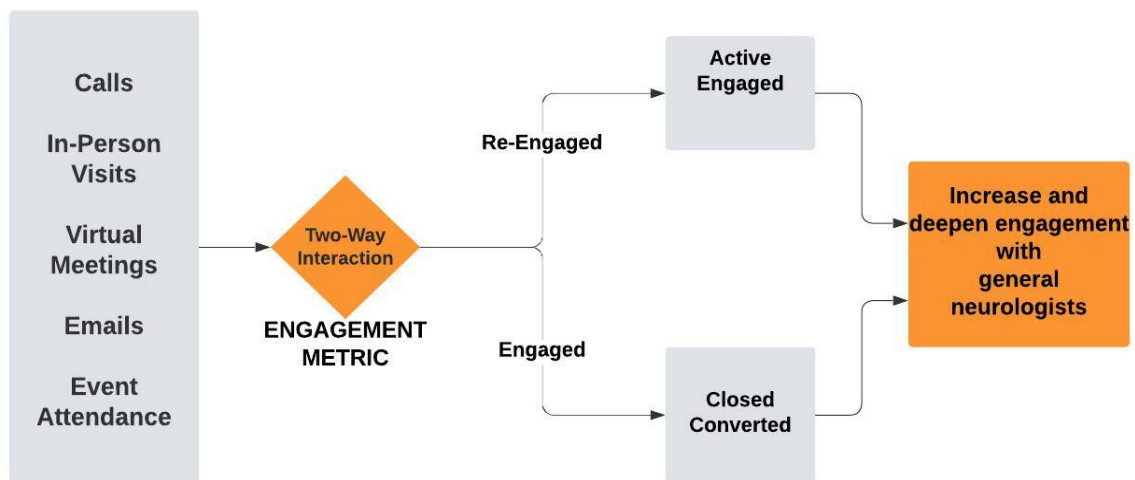 Calls
In-Person
Visits
Virtual
Meetings
Emails
Event
Attendance
Two-Way
Interaction
ENGAGEMENT
METRIC
Re-Engaged
Engaged
Active
Engaged
Closed
Converted
Increase and
deepen engagement
with
general
neurologists